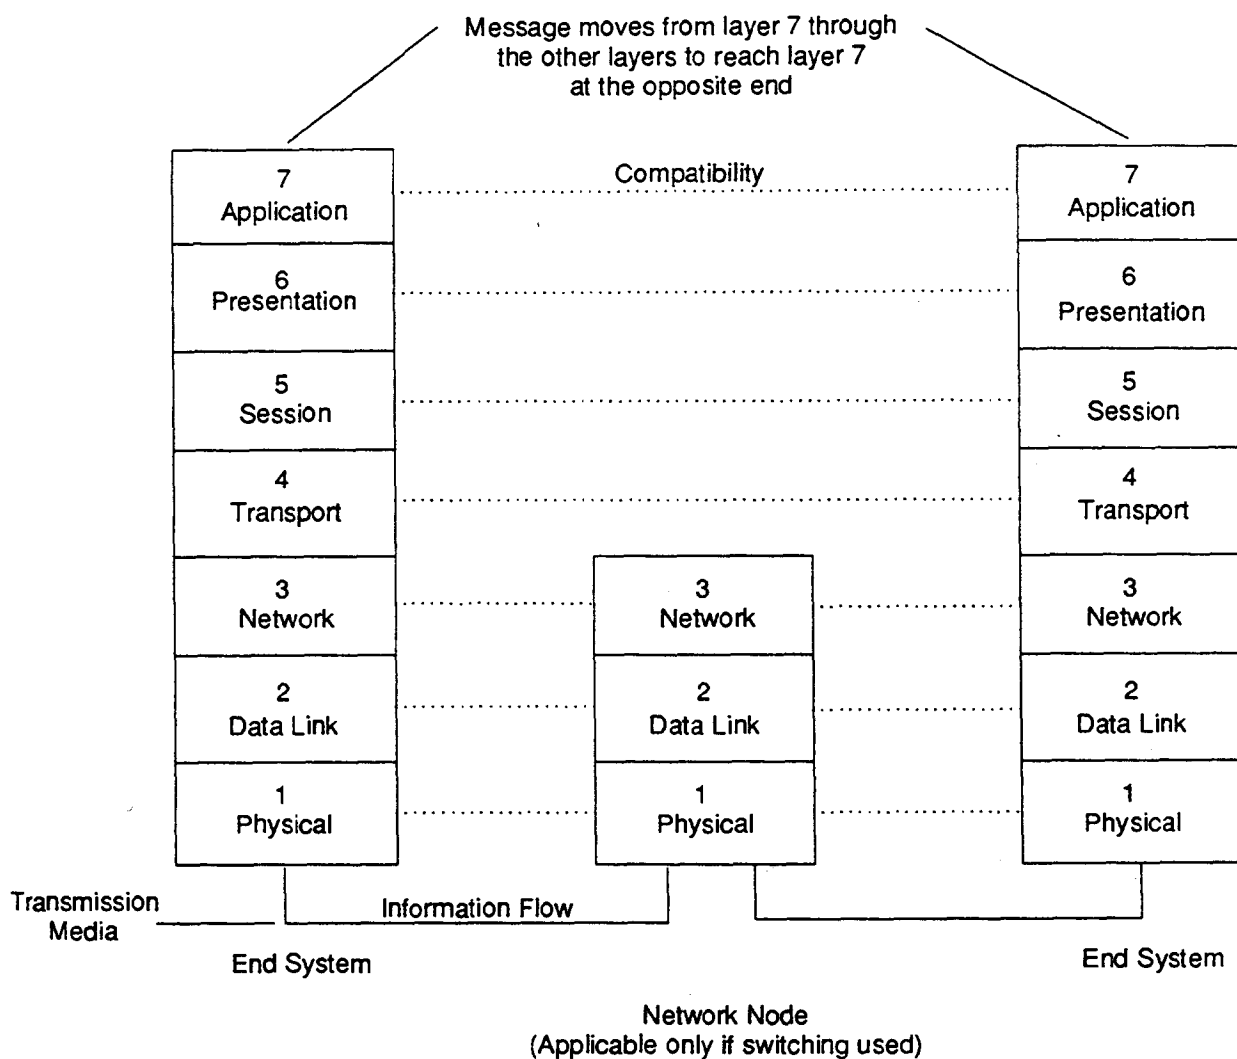 Message moves from layer 7 through
the other layers to reach layer 7
at the opposite end
7
Application
Compatibility
7
Application
6
Presentation
6
Presentation
5
Session
5
Session
4
Transport
4
Transport
3
Network
3
Network
3
Network
2
Data Link
2
Data Link
2
Data Link
1
Physical
1
Physical
1
Physical
Transmission
Media
Information Flow
End System
End System
Network Node
(Applicable only if switching used)